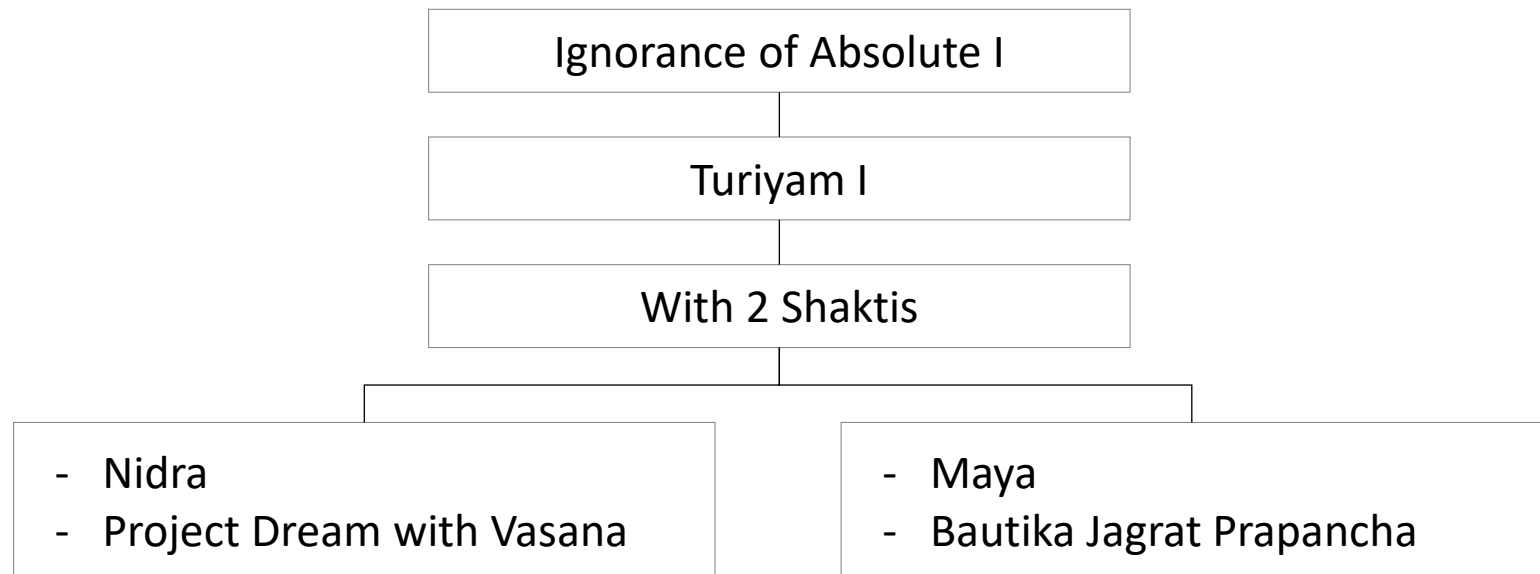 Ignorance of Absolute I
Turiyam I
With 2 Shaktis
- Nidra
- Project Dream with Vasana
- Maya
- Bautika Jagrat Prapancha